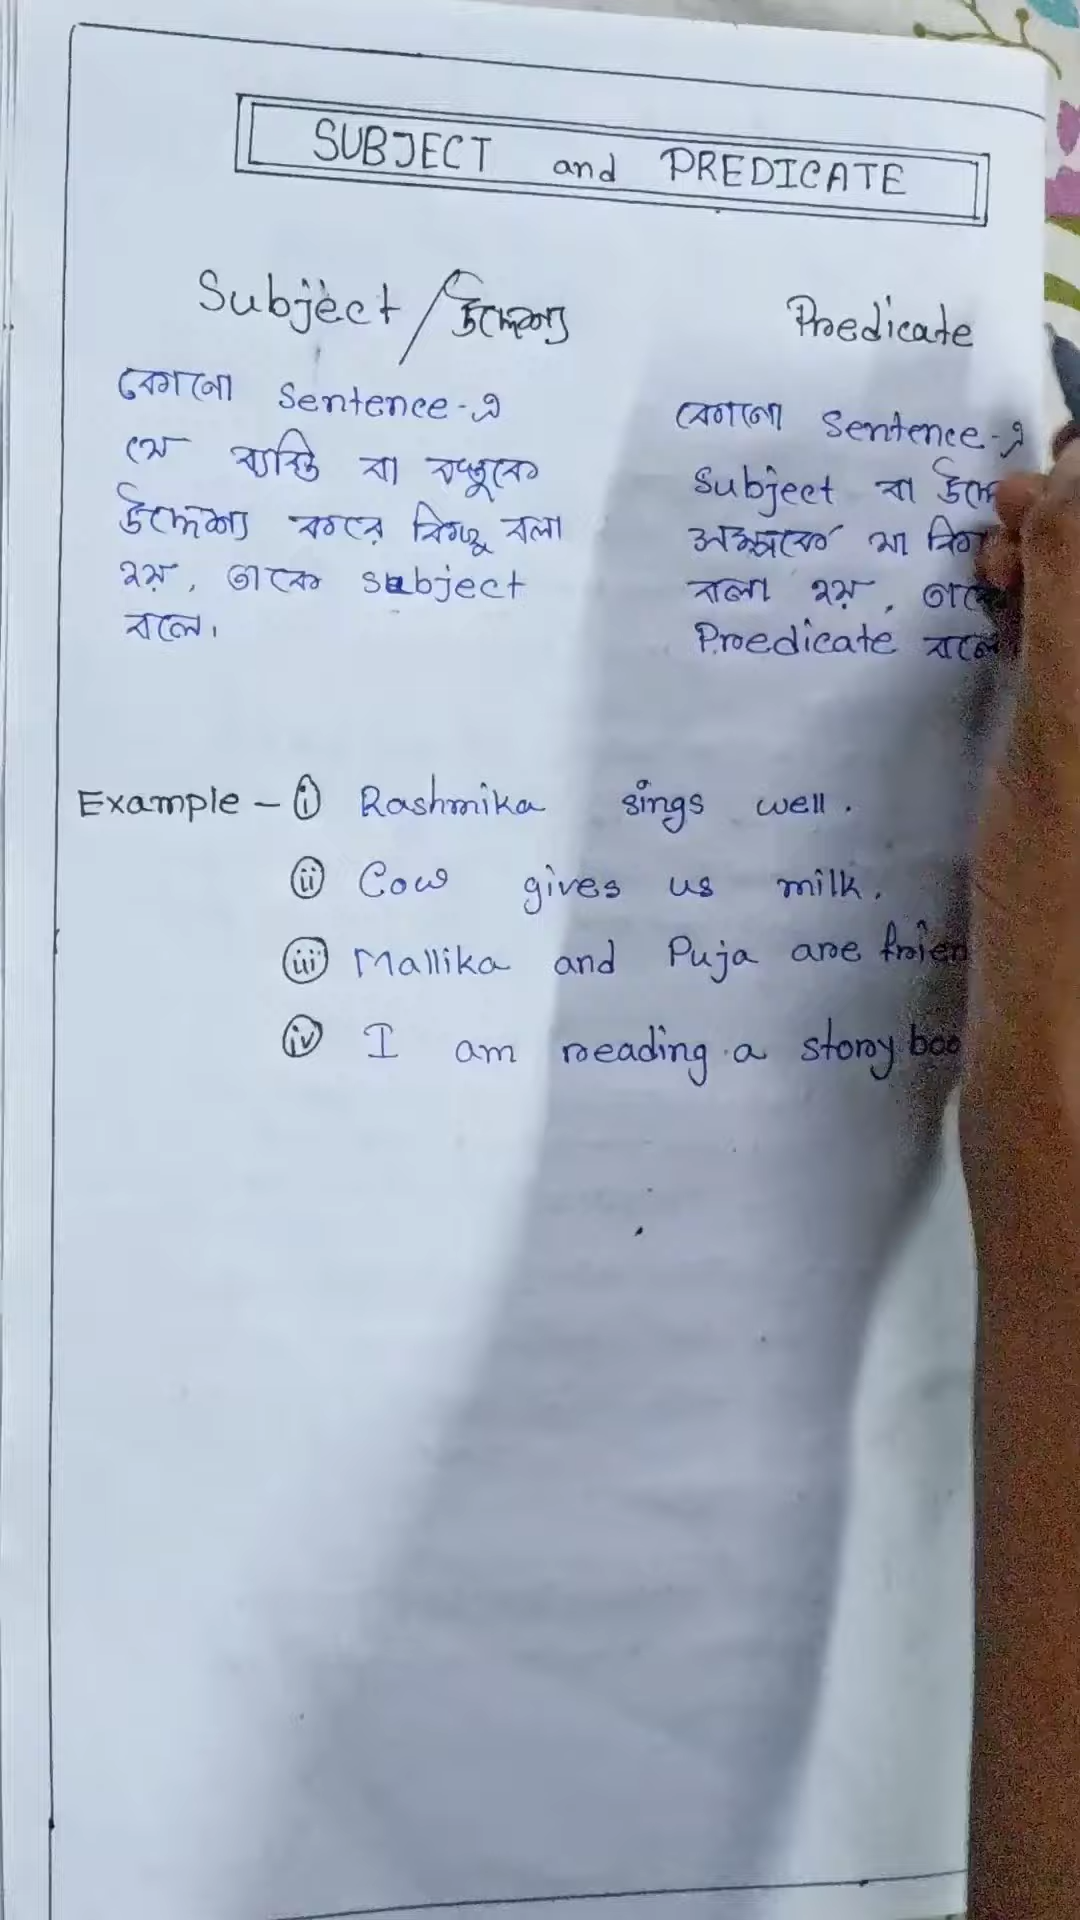 SUBJECT and PREDICATE
Subject / উদ্দেশ্য
কোনো Sentence-এ
যে ব্যক্তি বা বস্তুকে
উদ্দেশ্য করে কিছু বলা
হয়, তাকে subject
বলে।
Predicate
কোনো Sentence-এ
Subject বা
সম্পর্কে যা
বলা হয়,
Predicate বলে
Example - (i) Rashmika sings well.
(ii) Cow gives us milk.
(iii) Mallika and Puja are
(iv) I am reading a story